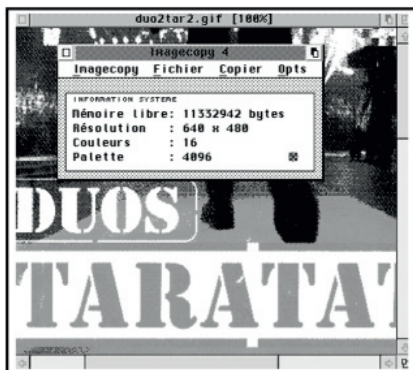 duo2tar2.gif [100%]
Imagecopy 4
Imagecopy Fichier Copier Opts
INFORMATION SYSTEME
Mémoire libre: 11332942 bytes
Résolution : 640 x 480
Couleurs : 16
Palette : 4096
DUOS
TARATAT